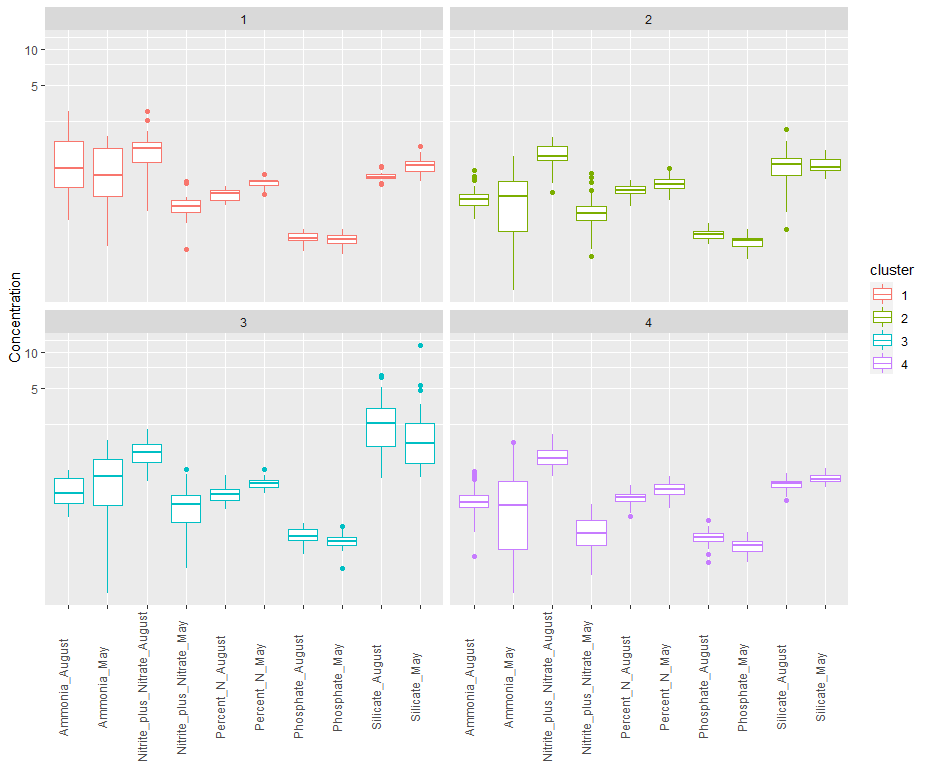 1
2
10
5
Concentration
3
4
10
5
cluster
1
2
3
4
Ammonia_August
Ammonia_May
Nitrite_plus_Nitrate_August
Nitrite_plus_Nitrate_May
Percent_N_August
Percent_N_May
Phosphate_August
Phosphate_May
Silicate_August
Silicate_May
Ammonia_August
Ammonia_May
Nitrite_plus_Nitrate_August
Nitrite_plus_Nitrate_May
Percent_N_August
Percent_N_May
Phosphate_August
Phosphate_May
Silicate_August
Silicate_May